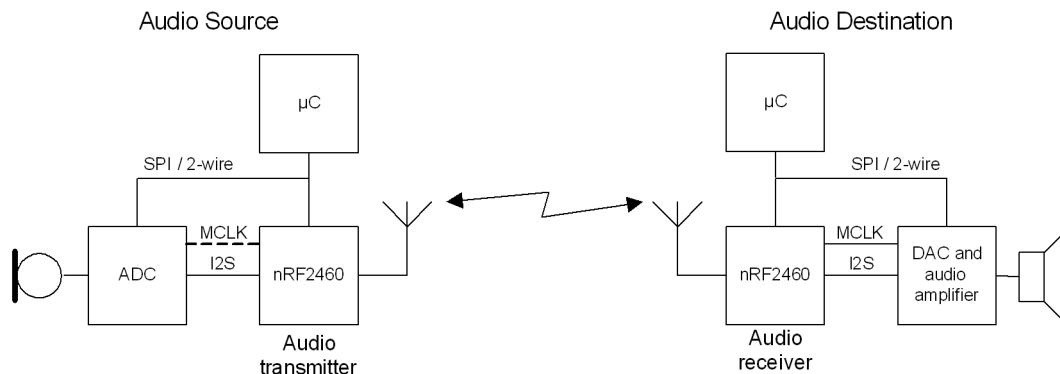 Audio Source
Audio Destination
µC
µC
SPI / 2-wire
SPI / 2-wire
MCLK
MCLK
ADC
I2S
nRF2460
nRF2460
I2S
DAC and
audio
amplifier
Audio
transmitter
Audio
receiver